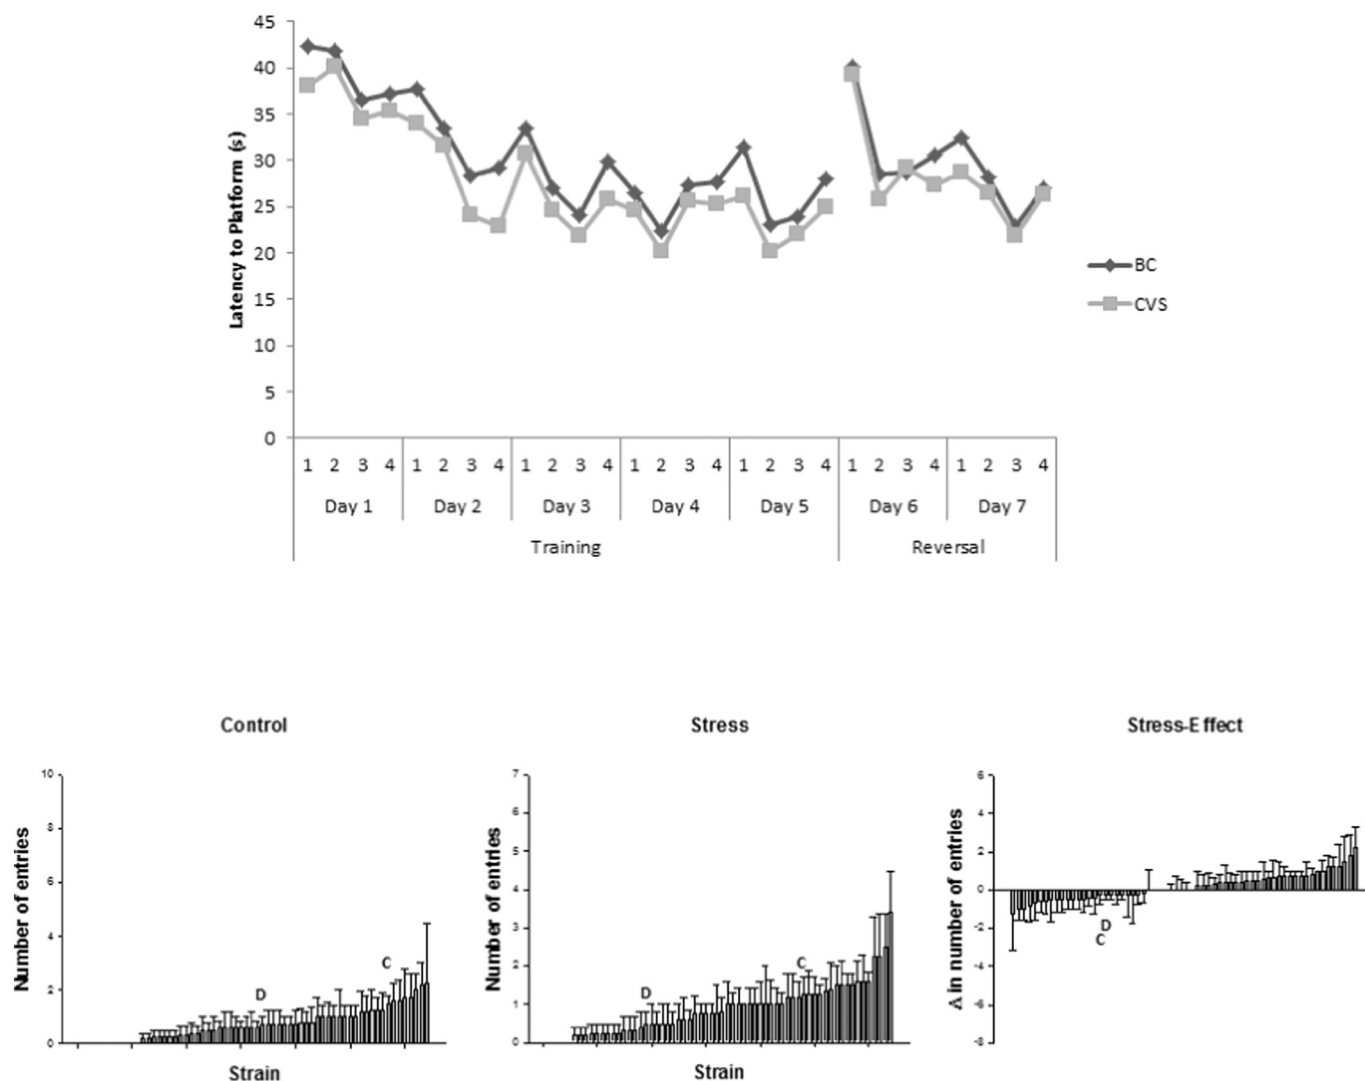 45
40
35
30
25
20
15
10
5
0
Latency to Platform (s)
1 2 3 4 1 2 3 4 1 2 3 4 1 2 3 4 1 2 3 4 1 2 3 4 1 2 3 4
Day 1 Day 2 Day 3 Day 4 Day 5 Day 6 Day 7
Training Reversal
BC
CVS
Control
10
8
6
4
2
0
Number of entries
D
C
Strain
Stress
7
6
5
4
3
2
1
0
Number of entries
D
C
Strain
Stress-Effect
6
4
2
0
-2
-4
-6
-8
Δ in number of entries
D
C